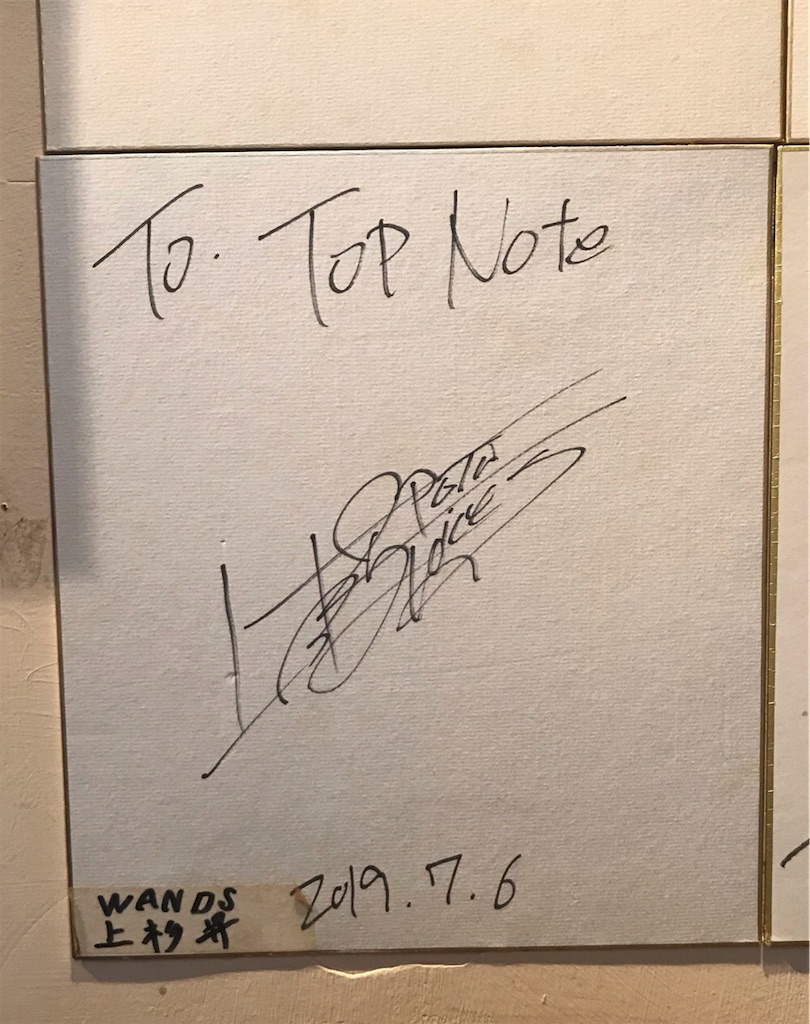 To. Top Note
2019.7.6
WANDS
上杉昇